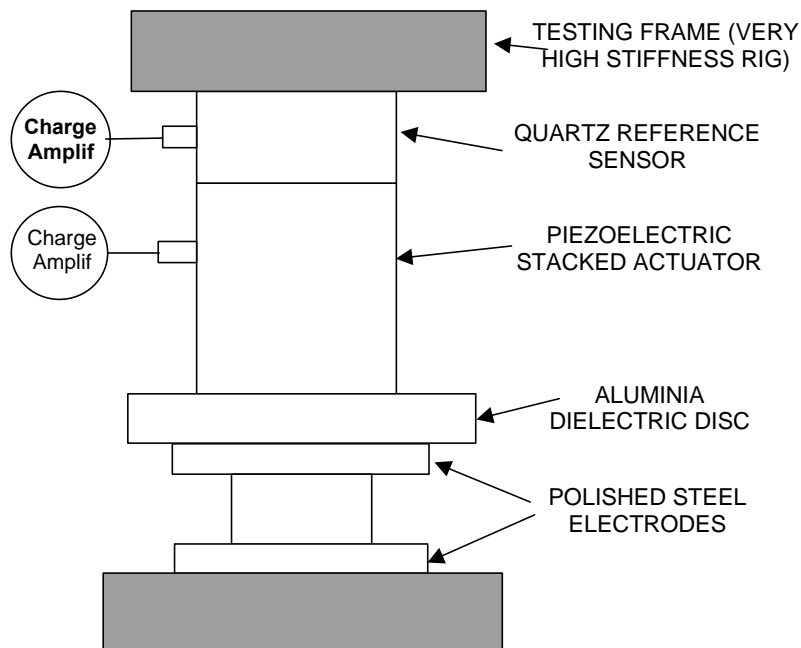 TESTING FRAME (VERY
HIGH STIFFNESS RIG)
Charge
Amplif
QUARTZ REFERENCE
SENSOR
Charge
Amplif
PIEZOELECTRIC
STACKED ACTUATOR
ALUMINIA
DIELECTRIC DISC
POLISHED STEEL
ELECTRODES